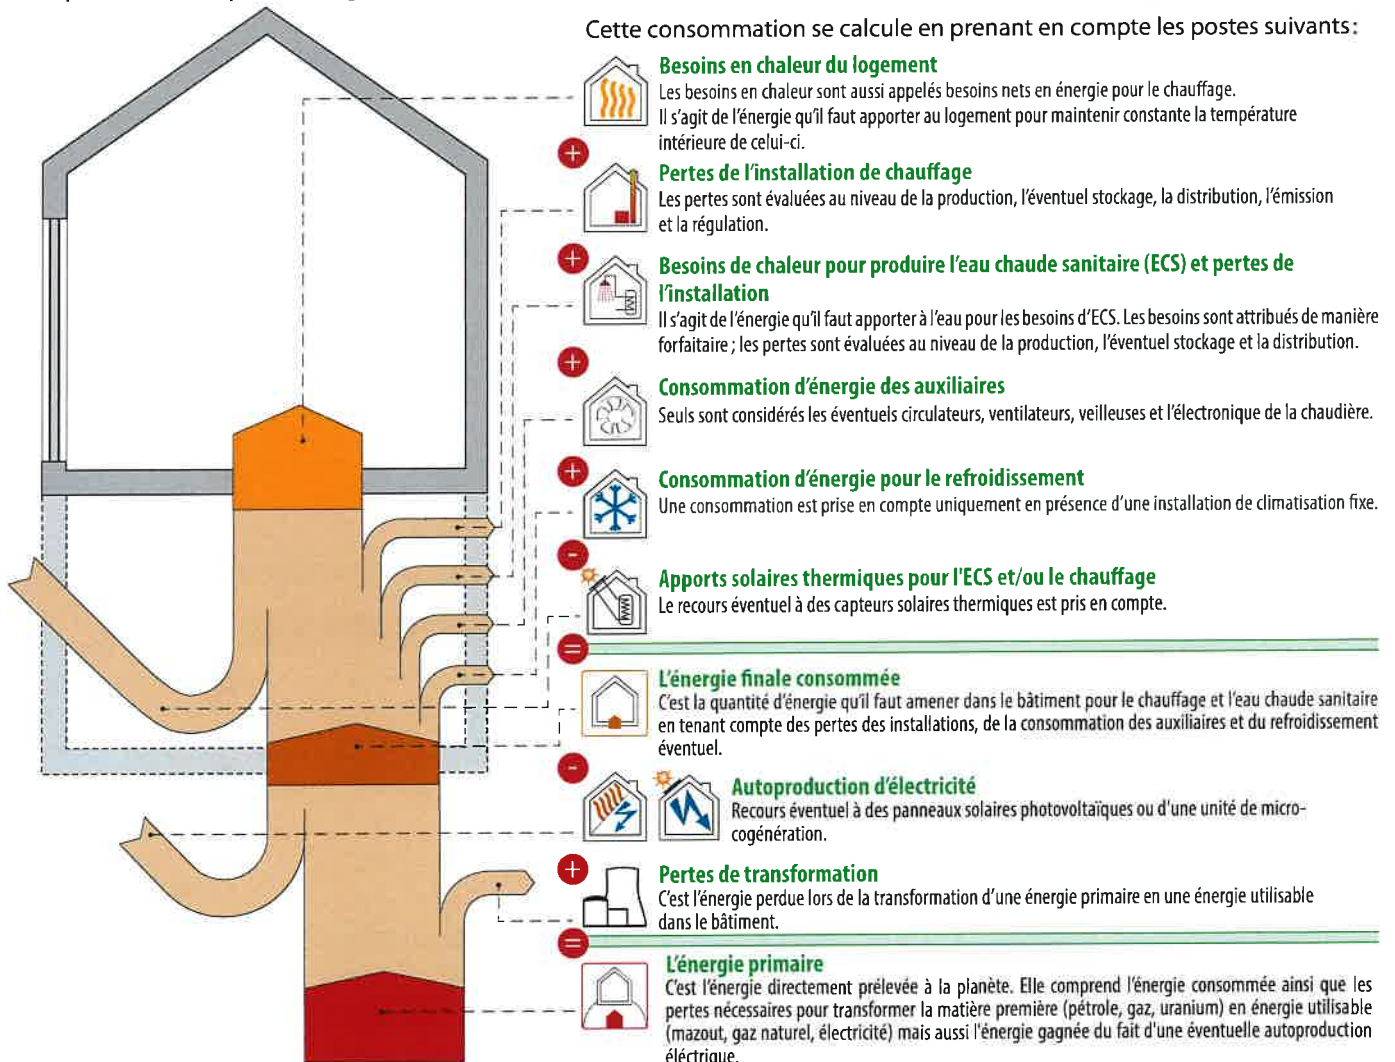 Cette consommation se calcule en prenant en compte les postes suivants:
Besoins en chaleur du logement
Les besoins en chaleur sont aussi appelés besoins nets en énergie pour le chauffage.
Il s'agit de l'énergie qu'il faut apporter au logement pour maintenir constante la température
intérieure de celui-ci.
+
Pertes de l'installation de chauffage
Les pertes sont évaluées au niveau de la production, l'éventuel stockage, la distribution, l'émission
et la régulation.
+
Besoins de chaleur pour produire l'eau chaude sanitaire (ECS) et pertes de
l'installation
Il s'agit de l'énergie qu'il faut apporter à l'eau pour les besoins d'ECS. Les besoins sont attribués de manière
forfaitaire ; les pertes sont évaluées au niveau de la production, l'éventuel stockage et la distribution.
+
Consommation d'énergie des auxiliaires
Seuls sont considérés les éventuels circulateurs, ventilateurs, veilleuses et l'électronique de la chaudière.
+
Consommation d'énergie pour le refroidissement
Une consommation est prise en compte uniquement en présence d'une installation de climatisation fixe.
-
Apports solaires thermiques pour l'ECS et/ou le chauffage
Le recours éventuel à des capteurs solaires thermiques est pris en compte.
=
L'énergie finale consommée
C'est la quantité d'énergie qu'il faut amener dans le bâtiment pour le chauffage et l'eau chaude sanitaire
en tenant compte des pertes des installations, de la consommation des auxiliaires et du refroidissement
éventuel.
-
Autoproduction d'électricité
Recours éventuel à des panneaux solaires photovoltaïques ou d'une unité de micro-
cogénération.
+
Pertes de transformation
C'est l'énergie perdue lors de la transformation d'une énergie primaire en une énergie utilisable
dans le bâtiment.
=
L'énergie primaire
C'est l'énergie directement prélevée à la planète. Elle comprend l'énergie consommée ainsi que les
pertes nécessaires pour transformer la matière première (pétrole, gaz, uranium) en énergie utilisable
(mazout, gaz naturel, électricité) mais aussi l'énergie gagnée du fait d'une éventuelle autoproduction
éléctrique.